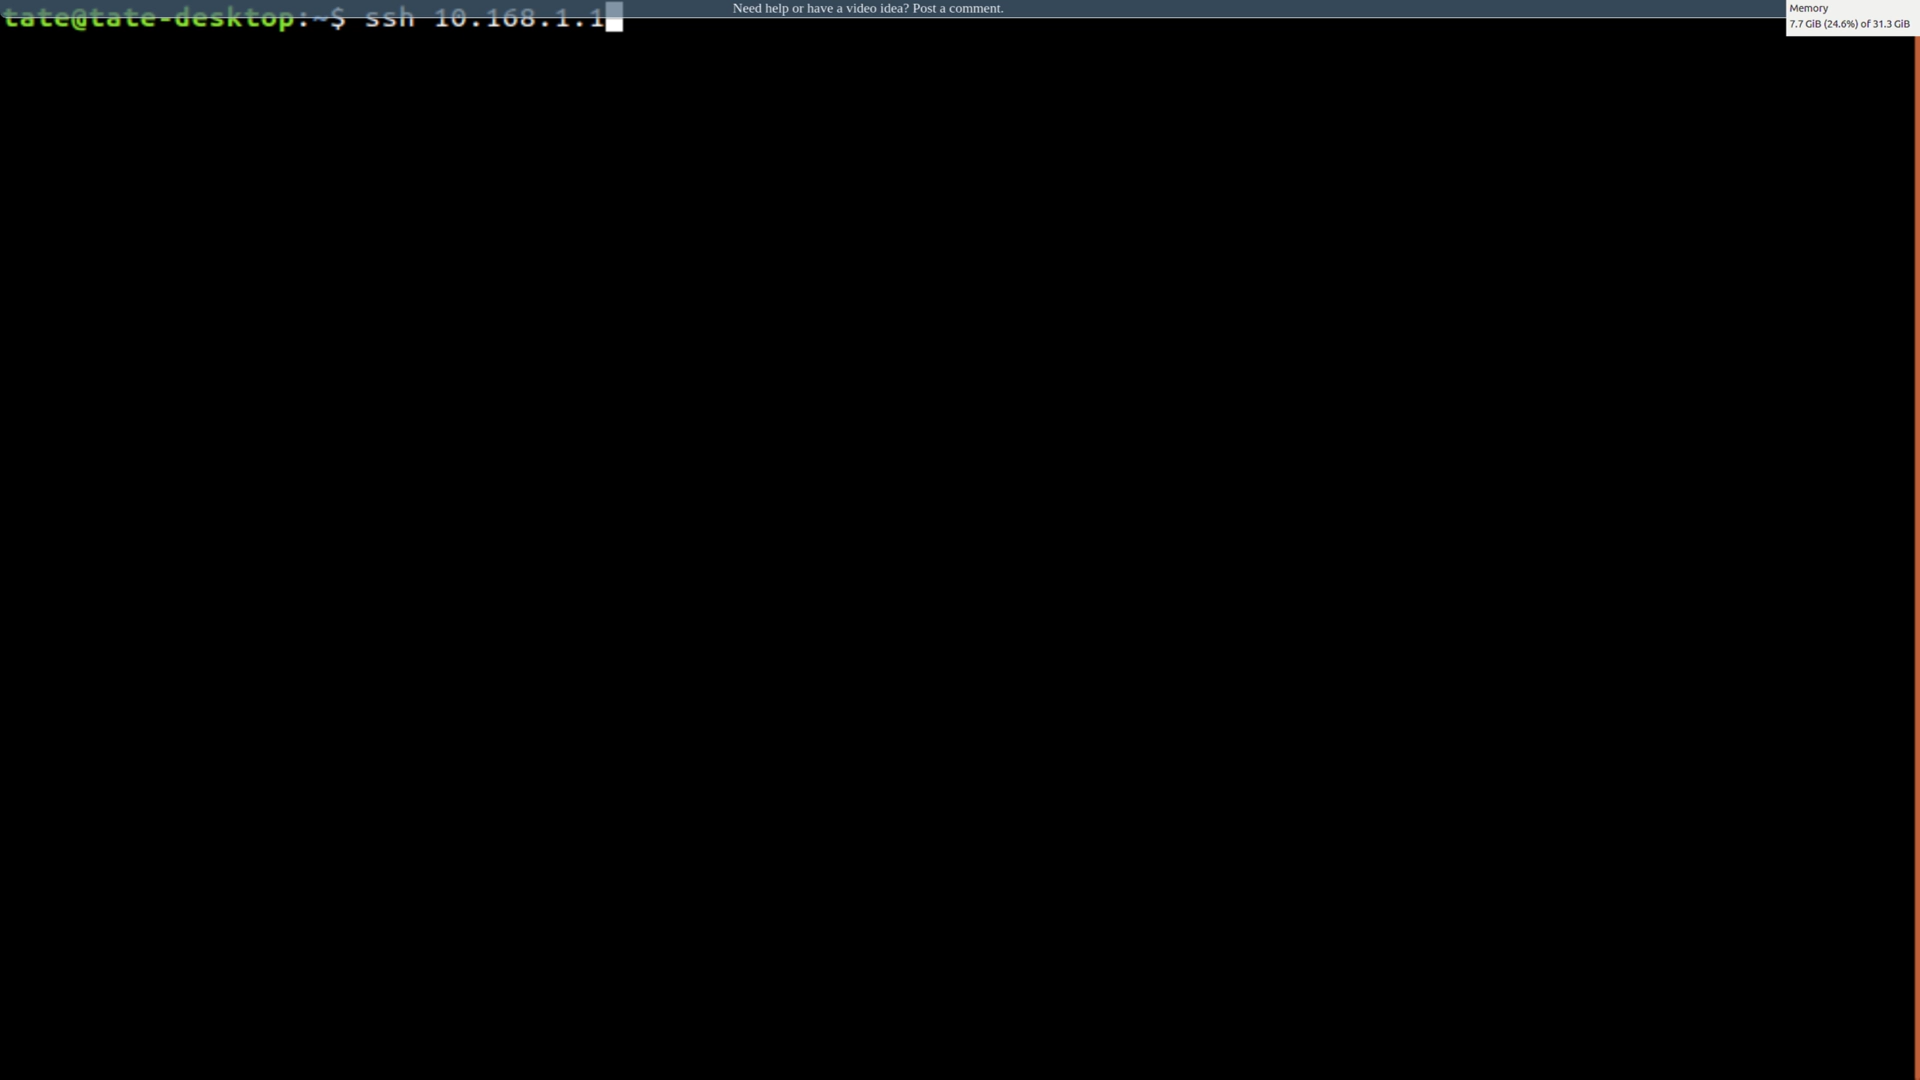 Need help or have a video idea? Post a comment.
Memory
7.7 GiB (24.6%) of 31.3 GiB
tate@tate-desktop:~$ ssh 10.168.1.1